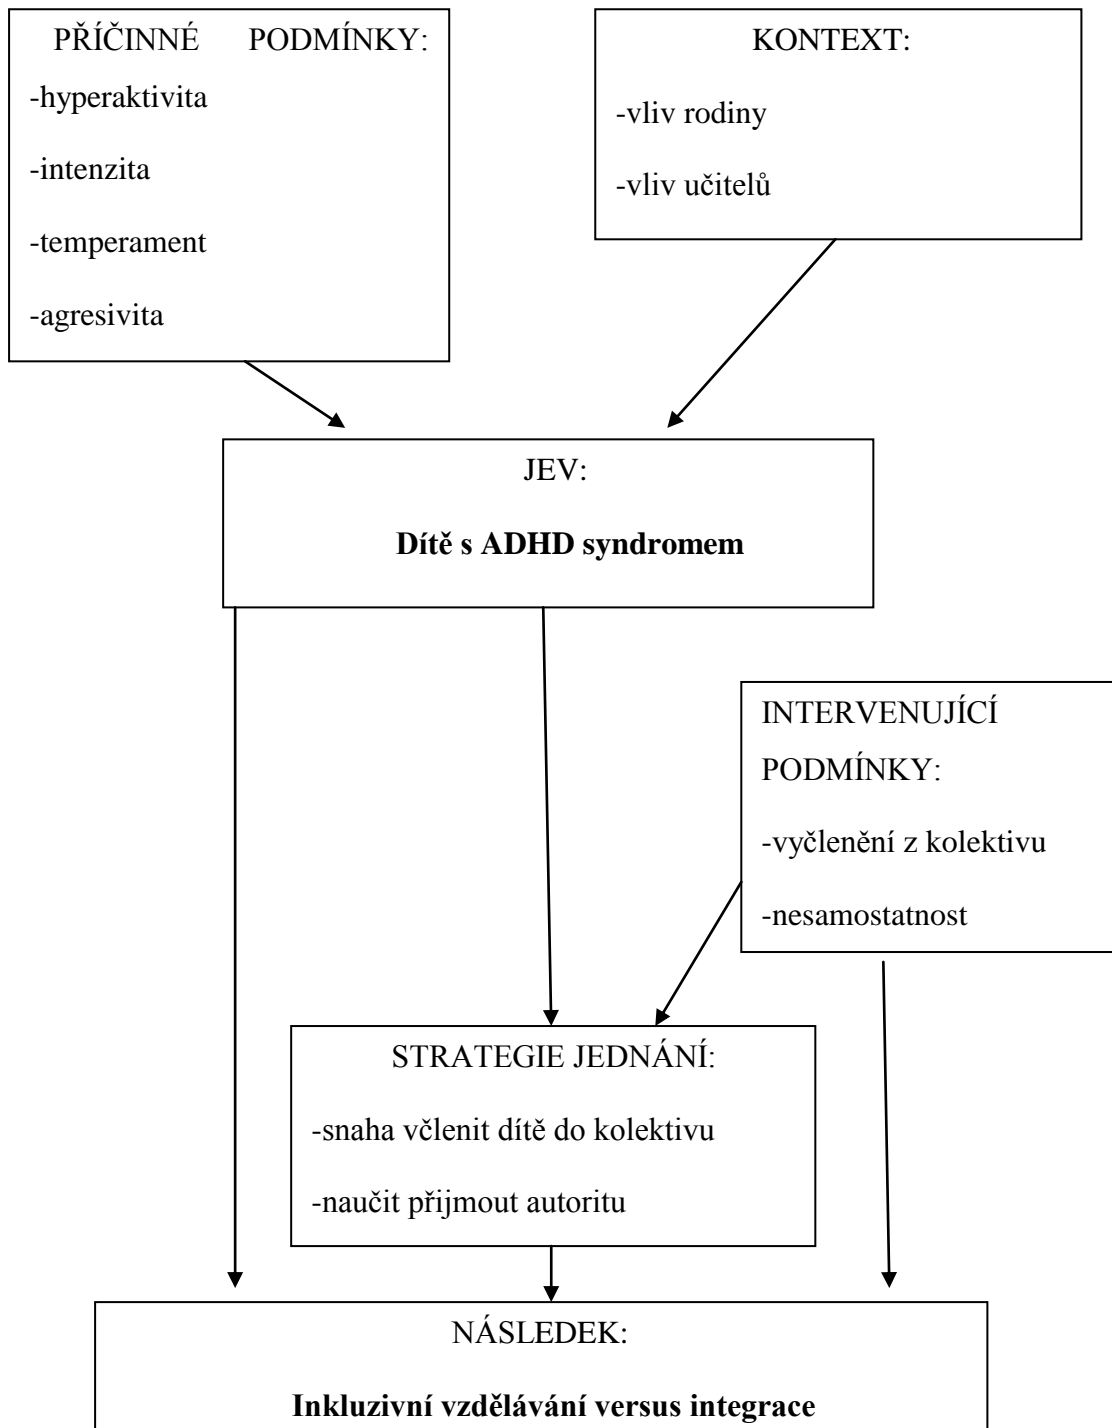 PŘÍČINNÉ PODMÍNKY:
-hyperaktivita
-intenzita
-temperament
-agresivita
KONTEXT:
-vliv rodiny
-vliv učitelů
JEV:
Dítě s ADHD syndromem
INTERVENUJÍCÍ
PODMÍNKY:
-vyčlenění z kolektivu
-nesamostatnost
STRATEGIE JEDNÁNÍ:
-snaha včlenit dítě do kolektivu
-naučit přijmout autoritu
NÁSLEDEK:
Inkluzivní vzdělávání versus integrace